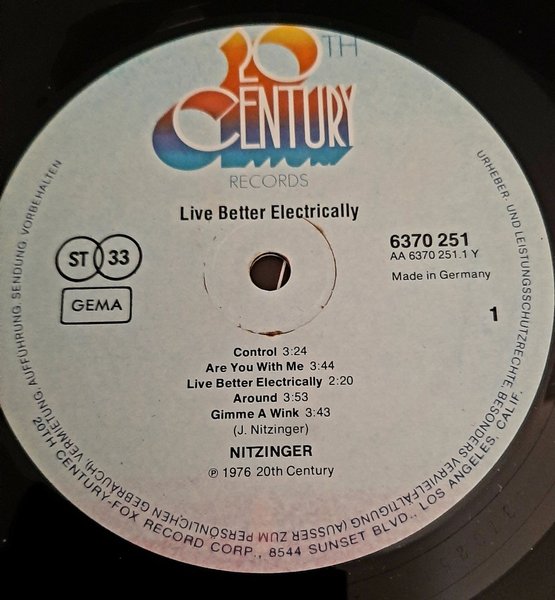 20TH
CENTURY
RECORDS
Live Better Electrically
ST 33
GEMA
6370 251
AA 6370 251.1 Y
Made in Germany
1
Control 3:24
Are You With Me 3:44
Live Better Electrically 2:20
Around 3:53
Gimme A Wink 3:43
(J. Nitzinger)
NITZINGER
℗ 1976 20th Century
URHEBER- UND LEISTUNGSSCHUTZRECHTE, BESONDERS VERVIELFÄLTIGUNG (AUSSER ZUM PERSÖNLICHEN GEBRAUCH), VERMIETUNG, AUFFÜHRUNG, SENDUNG VORBEHALTEN
20TH CENTURY-FOX RECORD CORP., 8544 SUNSET BLVD., LOS ANGELES, CALIF.